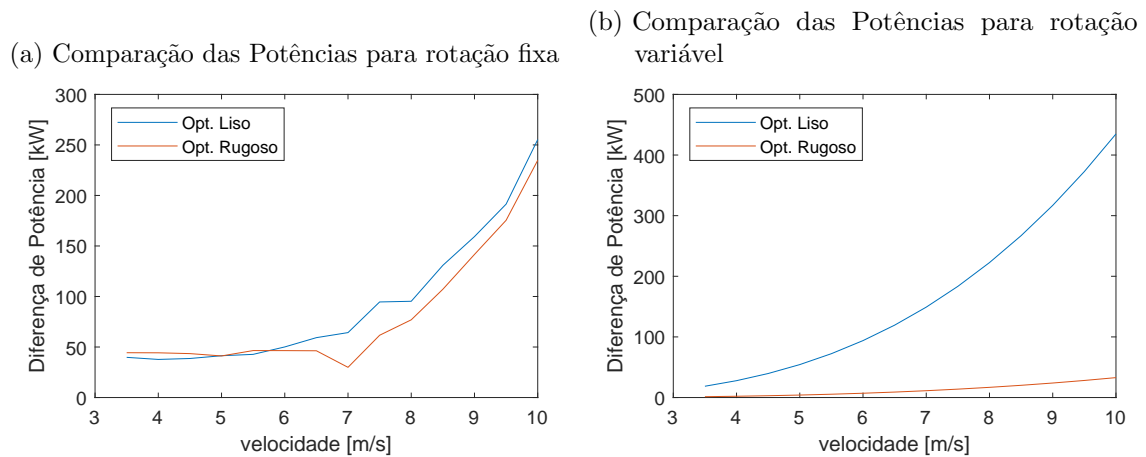 (a) Comparação das Potências para rotação fixa
300
250
200
150
100
50
0
Diferença de Potência [kW]
Opt. Liso
Opt. Rugoso
3 4 5 6 7 8 9 10
velocidade [m/s]
(b) Comparação das Potências para rotação
variável
500
400
300
200
100
0
Diferença de Potência [kW]
Opt. Liso
Opt. Rugoso
3 4 5 6 7 8 9 10
velocidade [m/s]